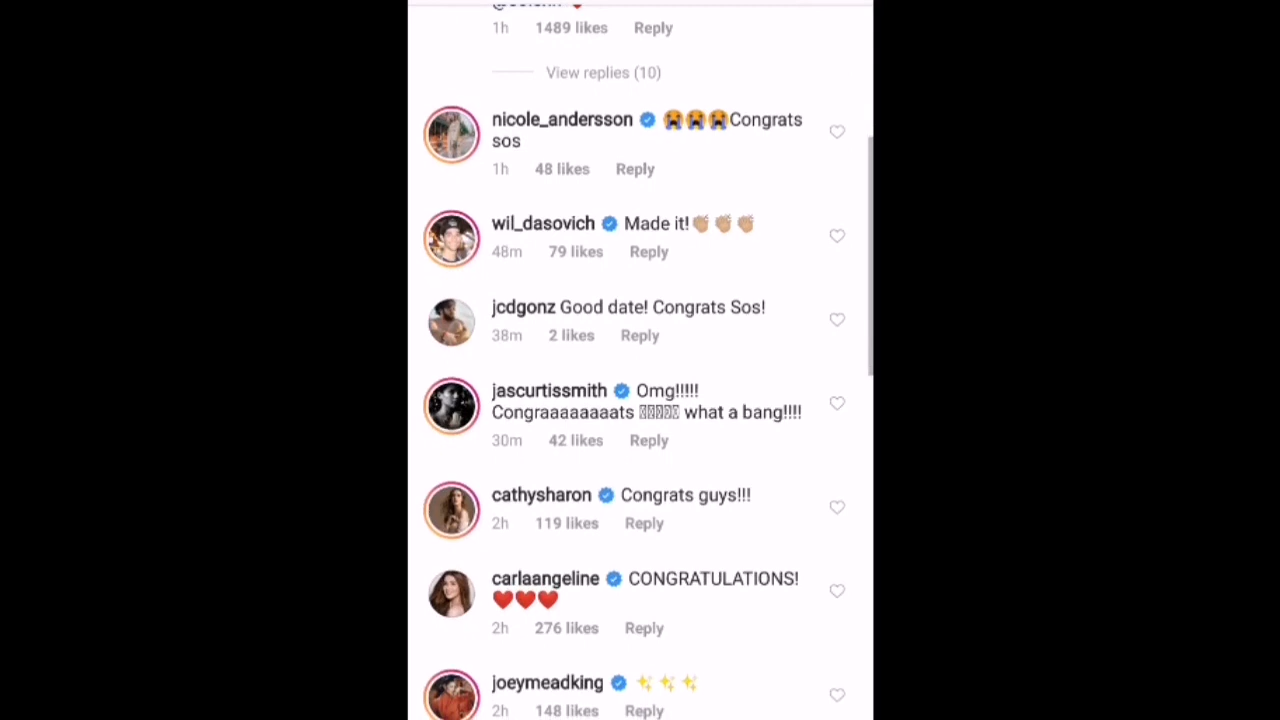 1h 1489 likes Reply
View replies (10)
nicole_andersson 😭😭😭Congrats
sos
1h 48 likes Reply
wil_dasovich Made it!👏🏼👏🏼👏🏼
48m 79 likes Reply
jcdgonz Good date! Congrats Sos!
38m 2 likes Reply
jascurtissmith Omg!!!!!
Congraaaaaaaats what a bang!!!!
30m 42 likes Reply
cathysharon Congrats guys!!!
2h 119 likes Reply
carlaangeline CONGRATULATIONS!
❤️❤️❤️
2h 276 likes Reply
joeymeadking ✨✨✨
2h 148 likes Reply